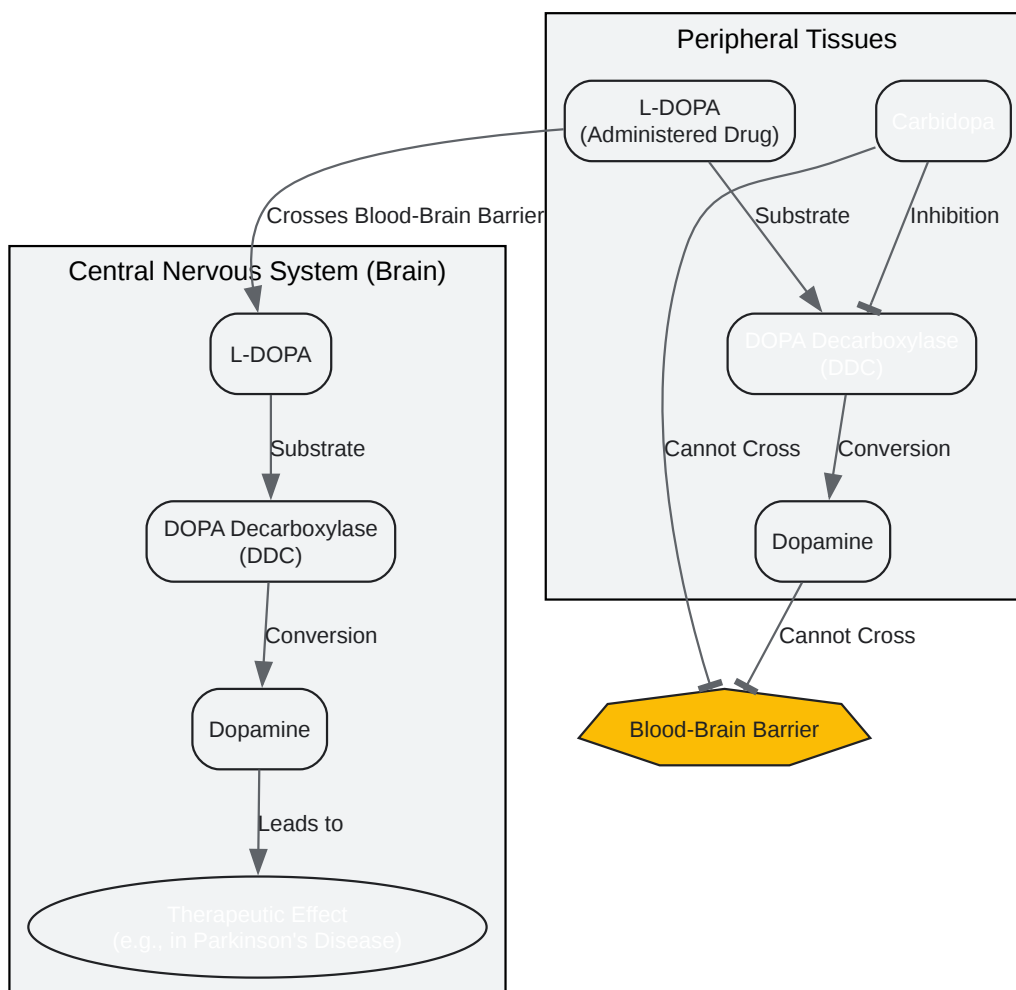 Peripheral Tissues
L-DOPA
(Administered Drug)
Carbidopa
Crosses Blood-Brain Barrier
Substrate
Inhibition
Central Nervous System (Brain)
L-DOPA
DOPA Decarboxylase
(DDC)
Substrate
Cannot Cross
Conversion
DOPA Decarboxylase
(DDC)
Dopamine
Conversion
Cannot Cross
Dopamine
Blood-Brain Barrier
Leads to
Therapeutic Effect
(e.g., in Parkinson's Disease)